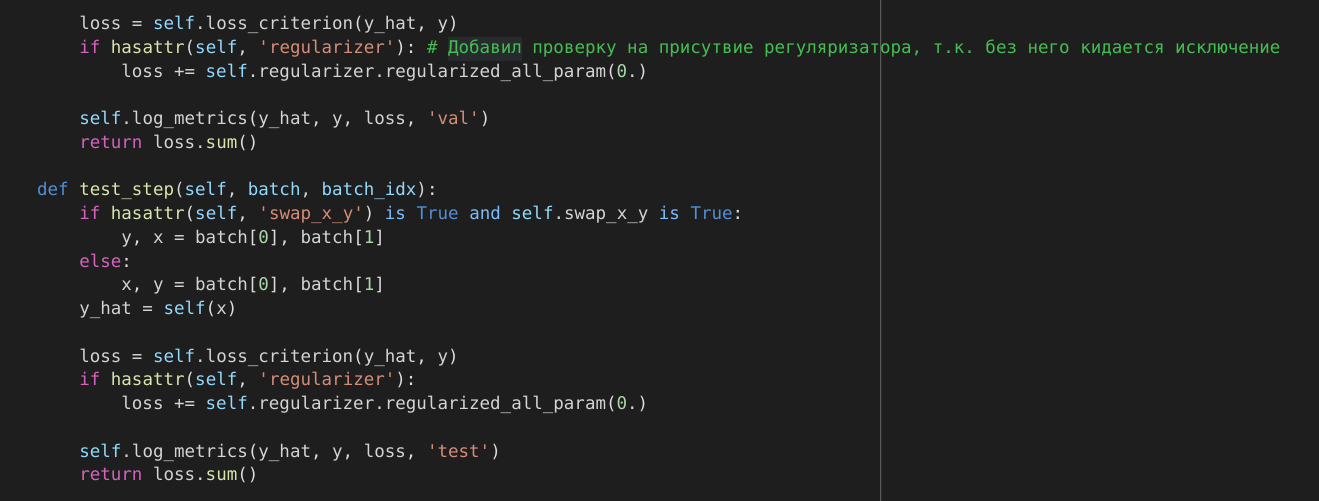 loss = self.loss_criterion(y_hat, y)
if hasattr(self, 'regularizer'): # Добавил проверку на присутвие регуляризатора, т.к. без него кидается исключение
loss += self.regularizer.regularized_all_param(0.)
self.log_metrics(y_hat, y, loss, 'val')
return loss.sum()
def test_step(self, batch, batch_idx):
if hasattr(self, 'swap_x_y') is True and self.swap_x_y is True:
y, x = batch[0], batch[1]
else:
x, y = batch[0], batch[1]
y_hat = self(x)
loss = self.loss_criterion(y_hat, y)
if hasattr(self, 'regularizer'):
loss += self.regularizer.regularized_all_param(0.)
self.log_metrics(y_hat, y, loss, 'test')
return loss.sum()